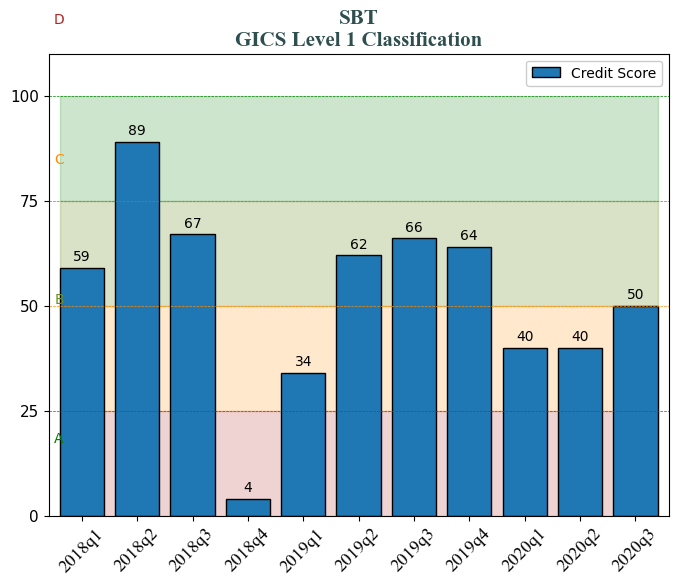 D
SBT
GICS Level 1 Classification
Credit Score
100
75
50
25
0
C
B
A
59
89
67
4
34
62
66
64
40
40
50
2018q1
2018q2
2018q3
2018q4
2019q1
2019q2
2019q3
2019q4
2020q1
2020q2
2020q3